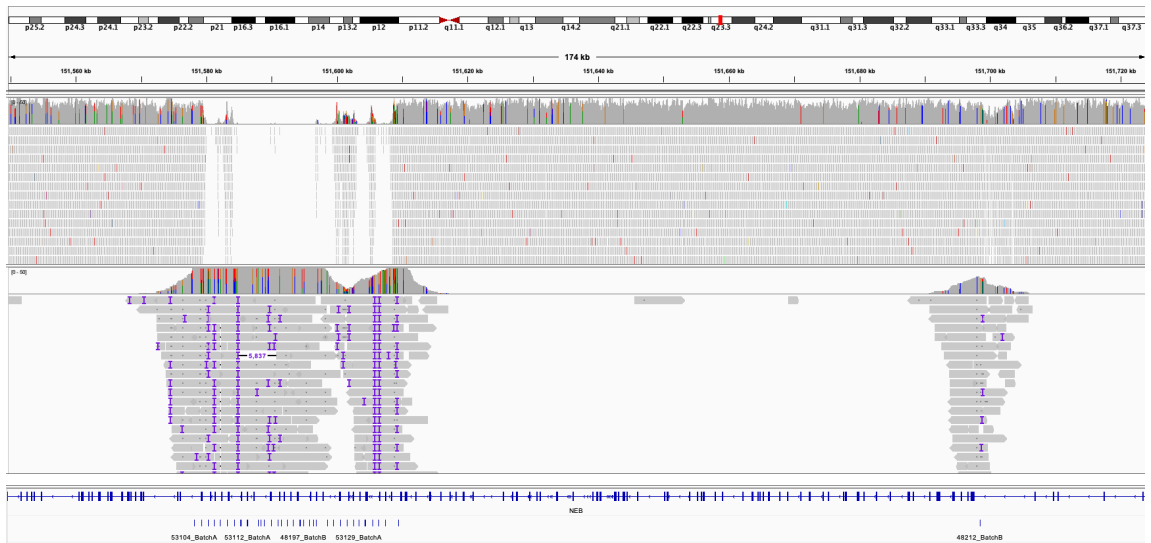 p25.2 p24.3 p24.1 p23.2 p22.2 p21 p16.3 p16.1 p14 p13.2 p12 p11.2 q11.1 q12.1 q13 q14.2 q21.1 q22.1 q22.3 q23.3 q24.2 q31.1 q31.3 q32.2 q33.1 q33.3 q34 q35 q36.2 q37.1 q37.3
174 kb
151,560 kb 151,580 kb 151,600 kb 151,620 kb 151,640 kb 151,660 kb 151,680 kb 151,700 kb 151,720 kb
[0 - 50]
5,837
NEB
53104_BatchA 53112_BatchA 48197_BatchB 53129_BatchA 48212_BatchB